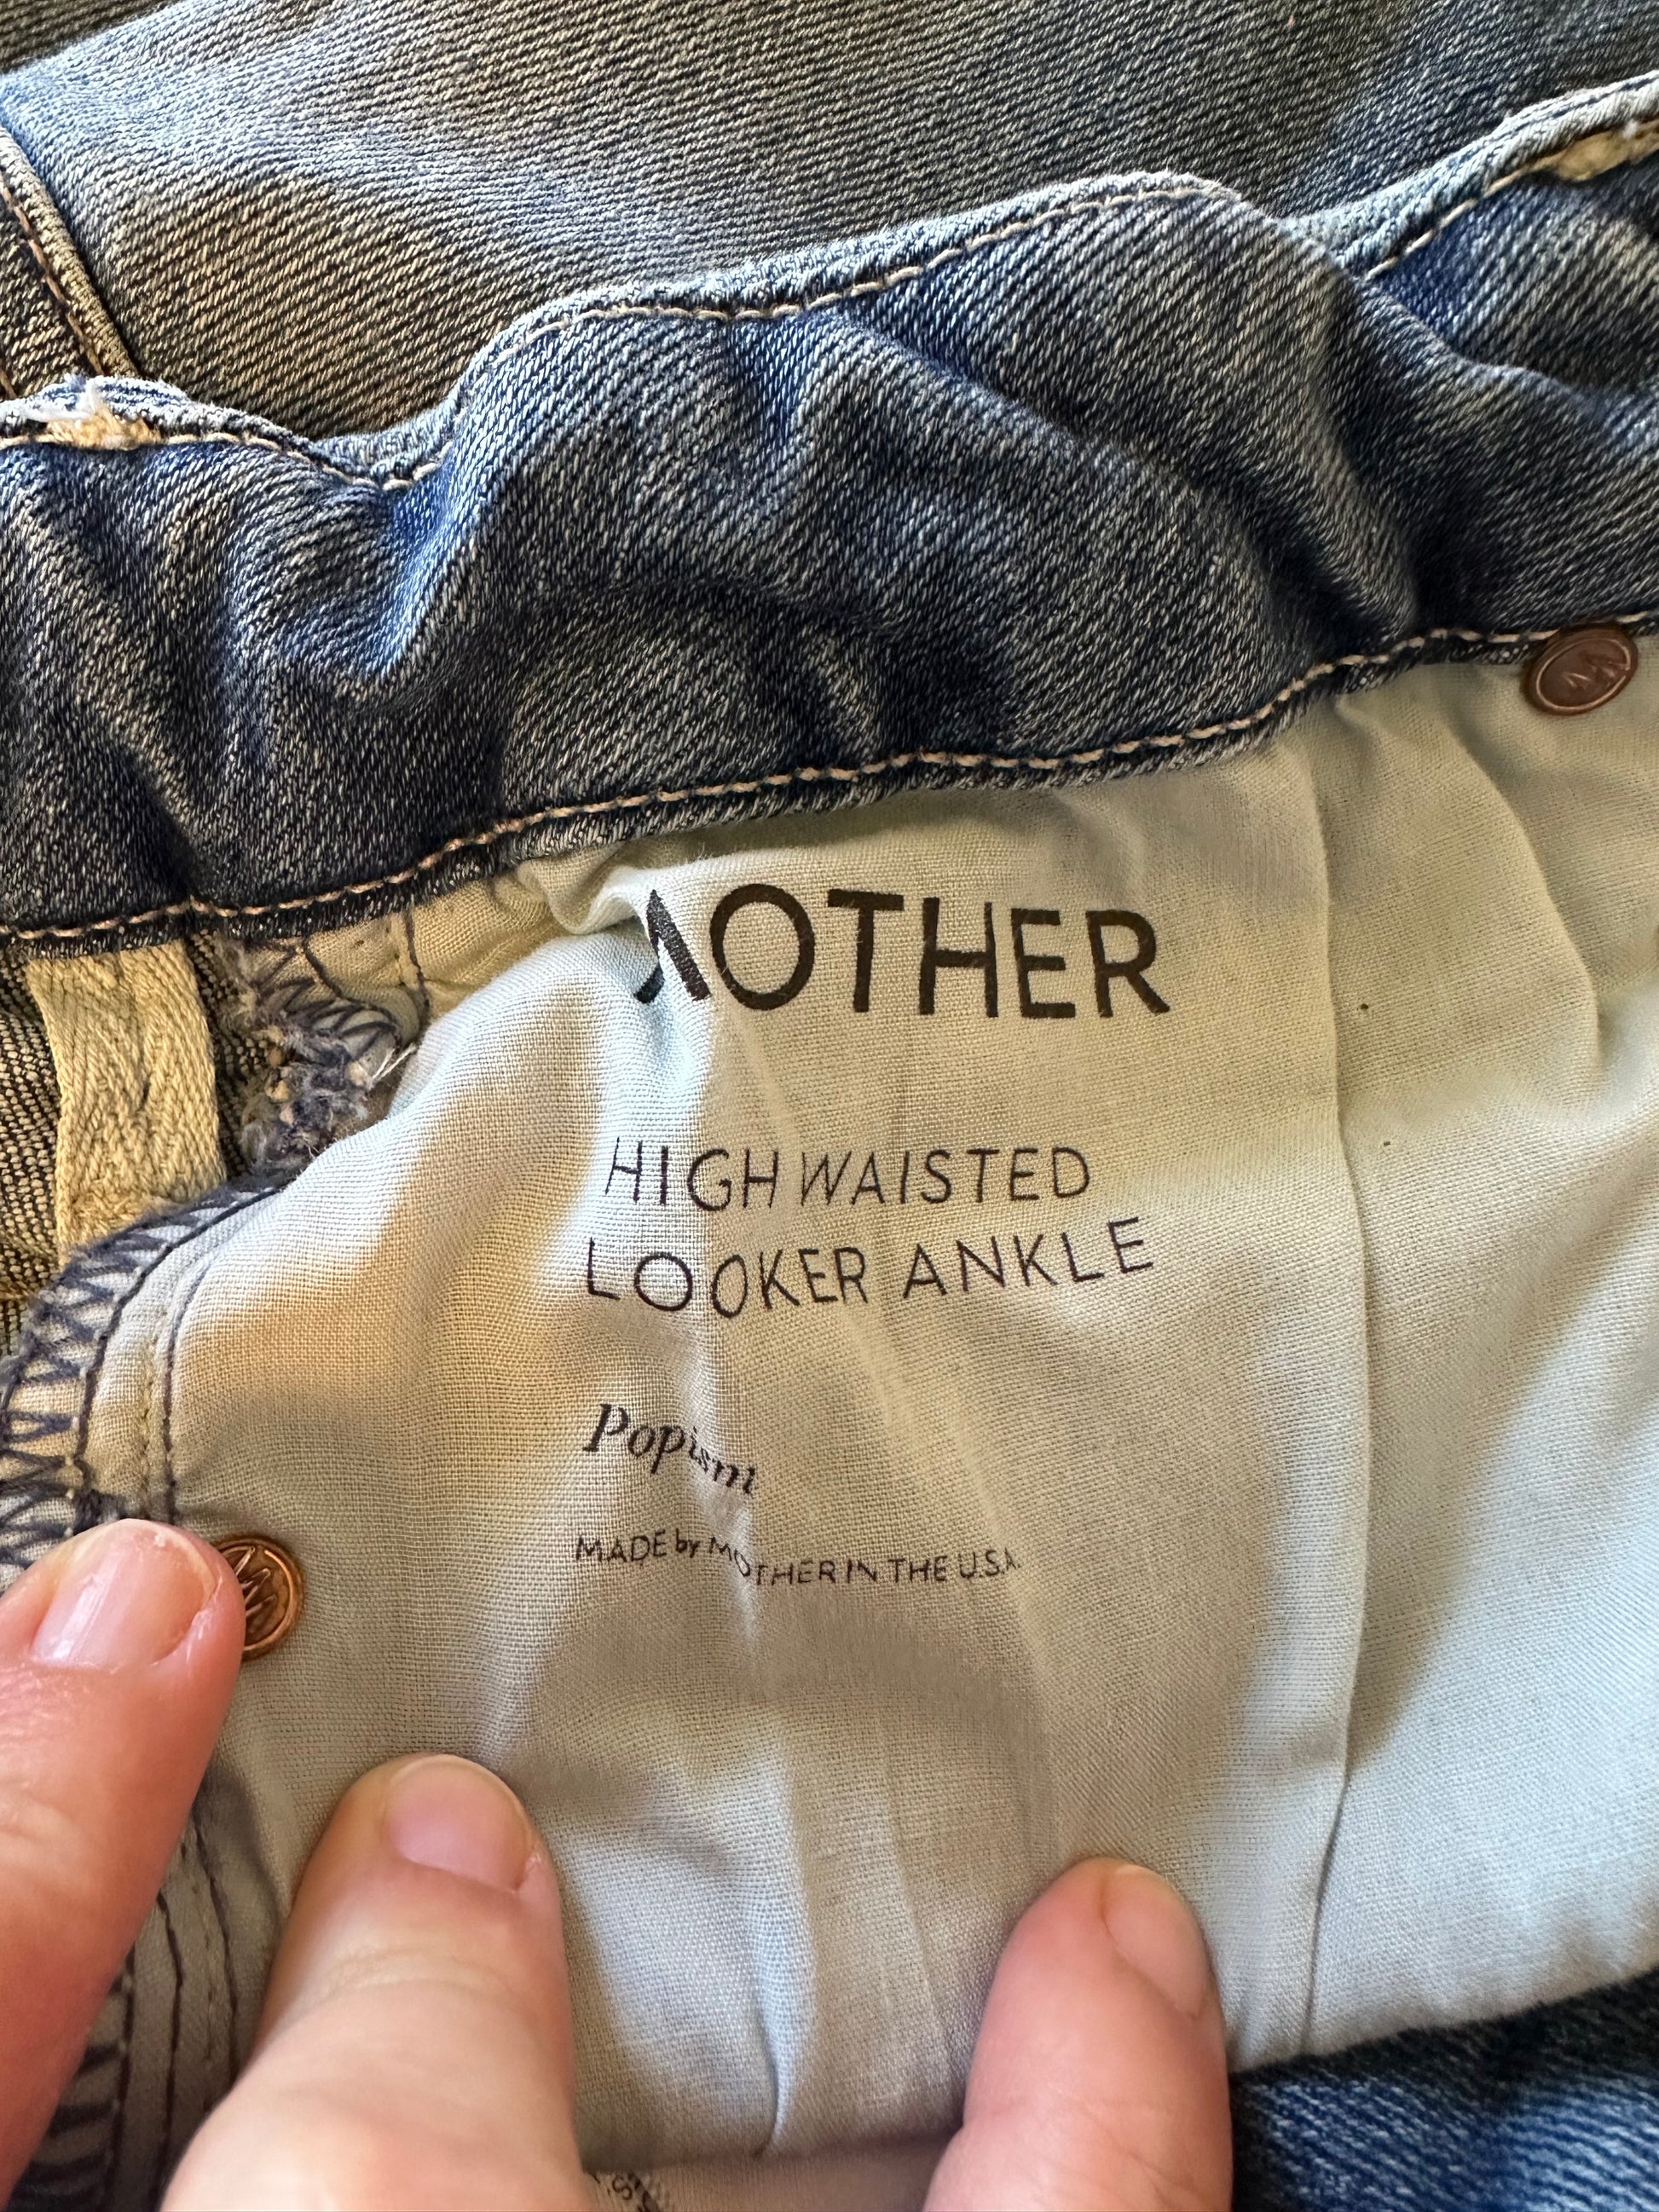 MOTHER
HIGH WAISTED
LOOKER ANKLE
Popism
MADE by MOTHER IN THE U.S.A.